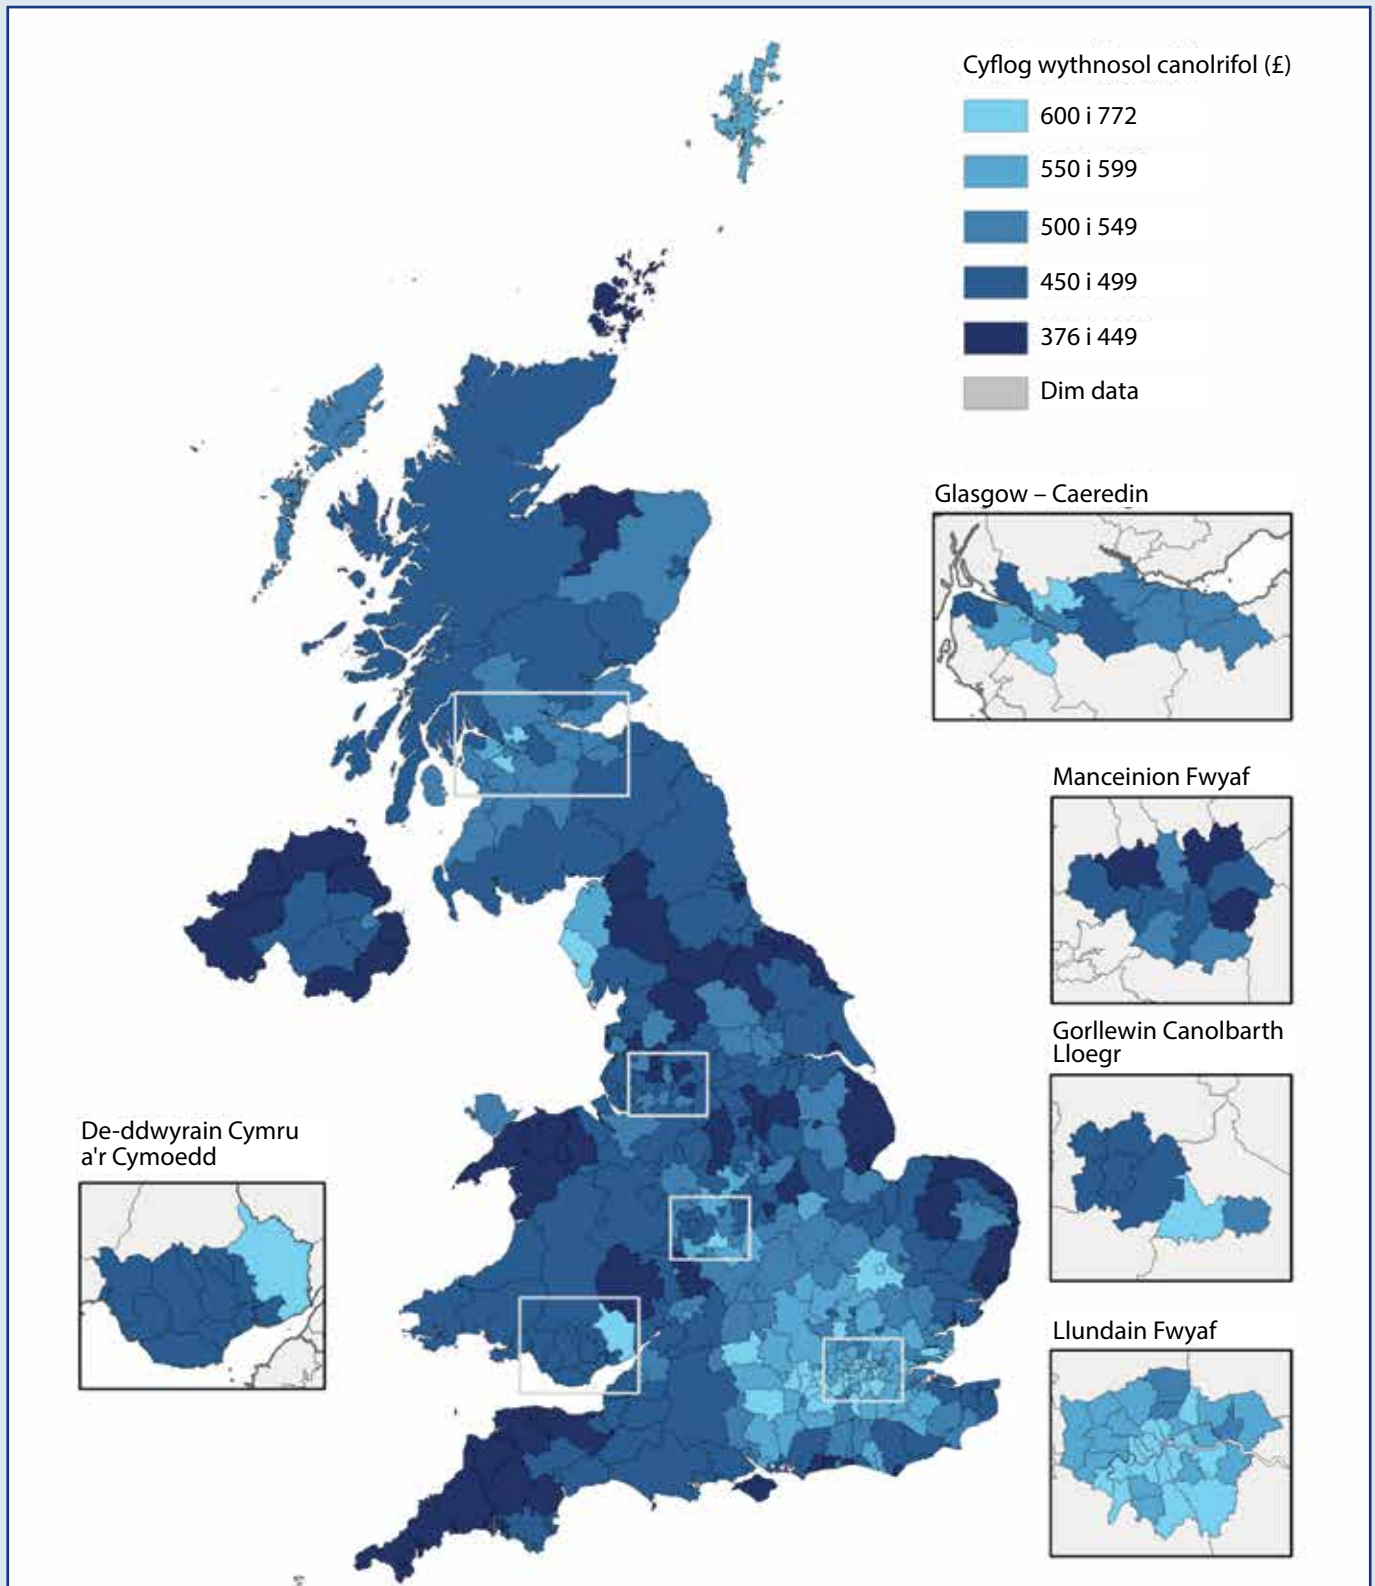 Cyflog wythnosol canolrifol (£)
600 i 772
550 i 599
500 i 549
450 i 499
376 i 449
Dim data
Glasgow – Caeredin
Manceinion Fwyaf
Gorllewin Canolbarth
Lloegr
De-ddwyrain Cymru
a'r Cymoedd
Llundain Fwyaf